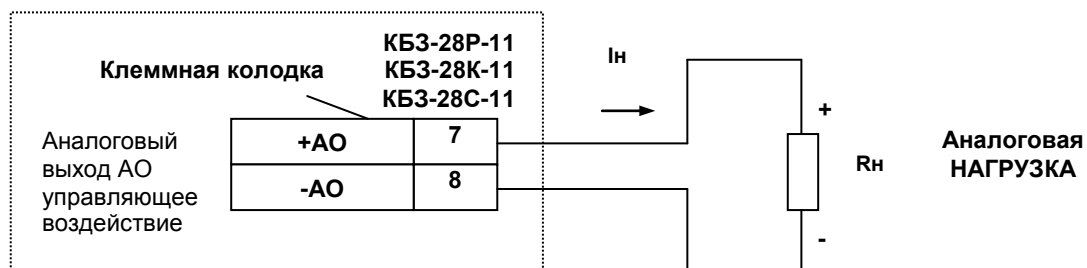 КБЗ-28Р-11
КБЗ-28К-11
КБЗ-28С-11
Клеммная колодка
Аналоговый
выход АО
управляющее
воздействие
+АО 7
-АО 8
Iн
+
Rн
-
Аналоговая
НАГРУЗКА